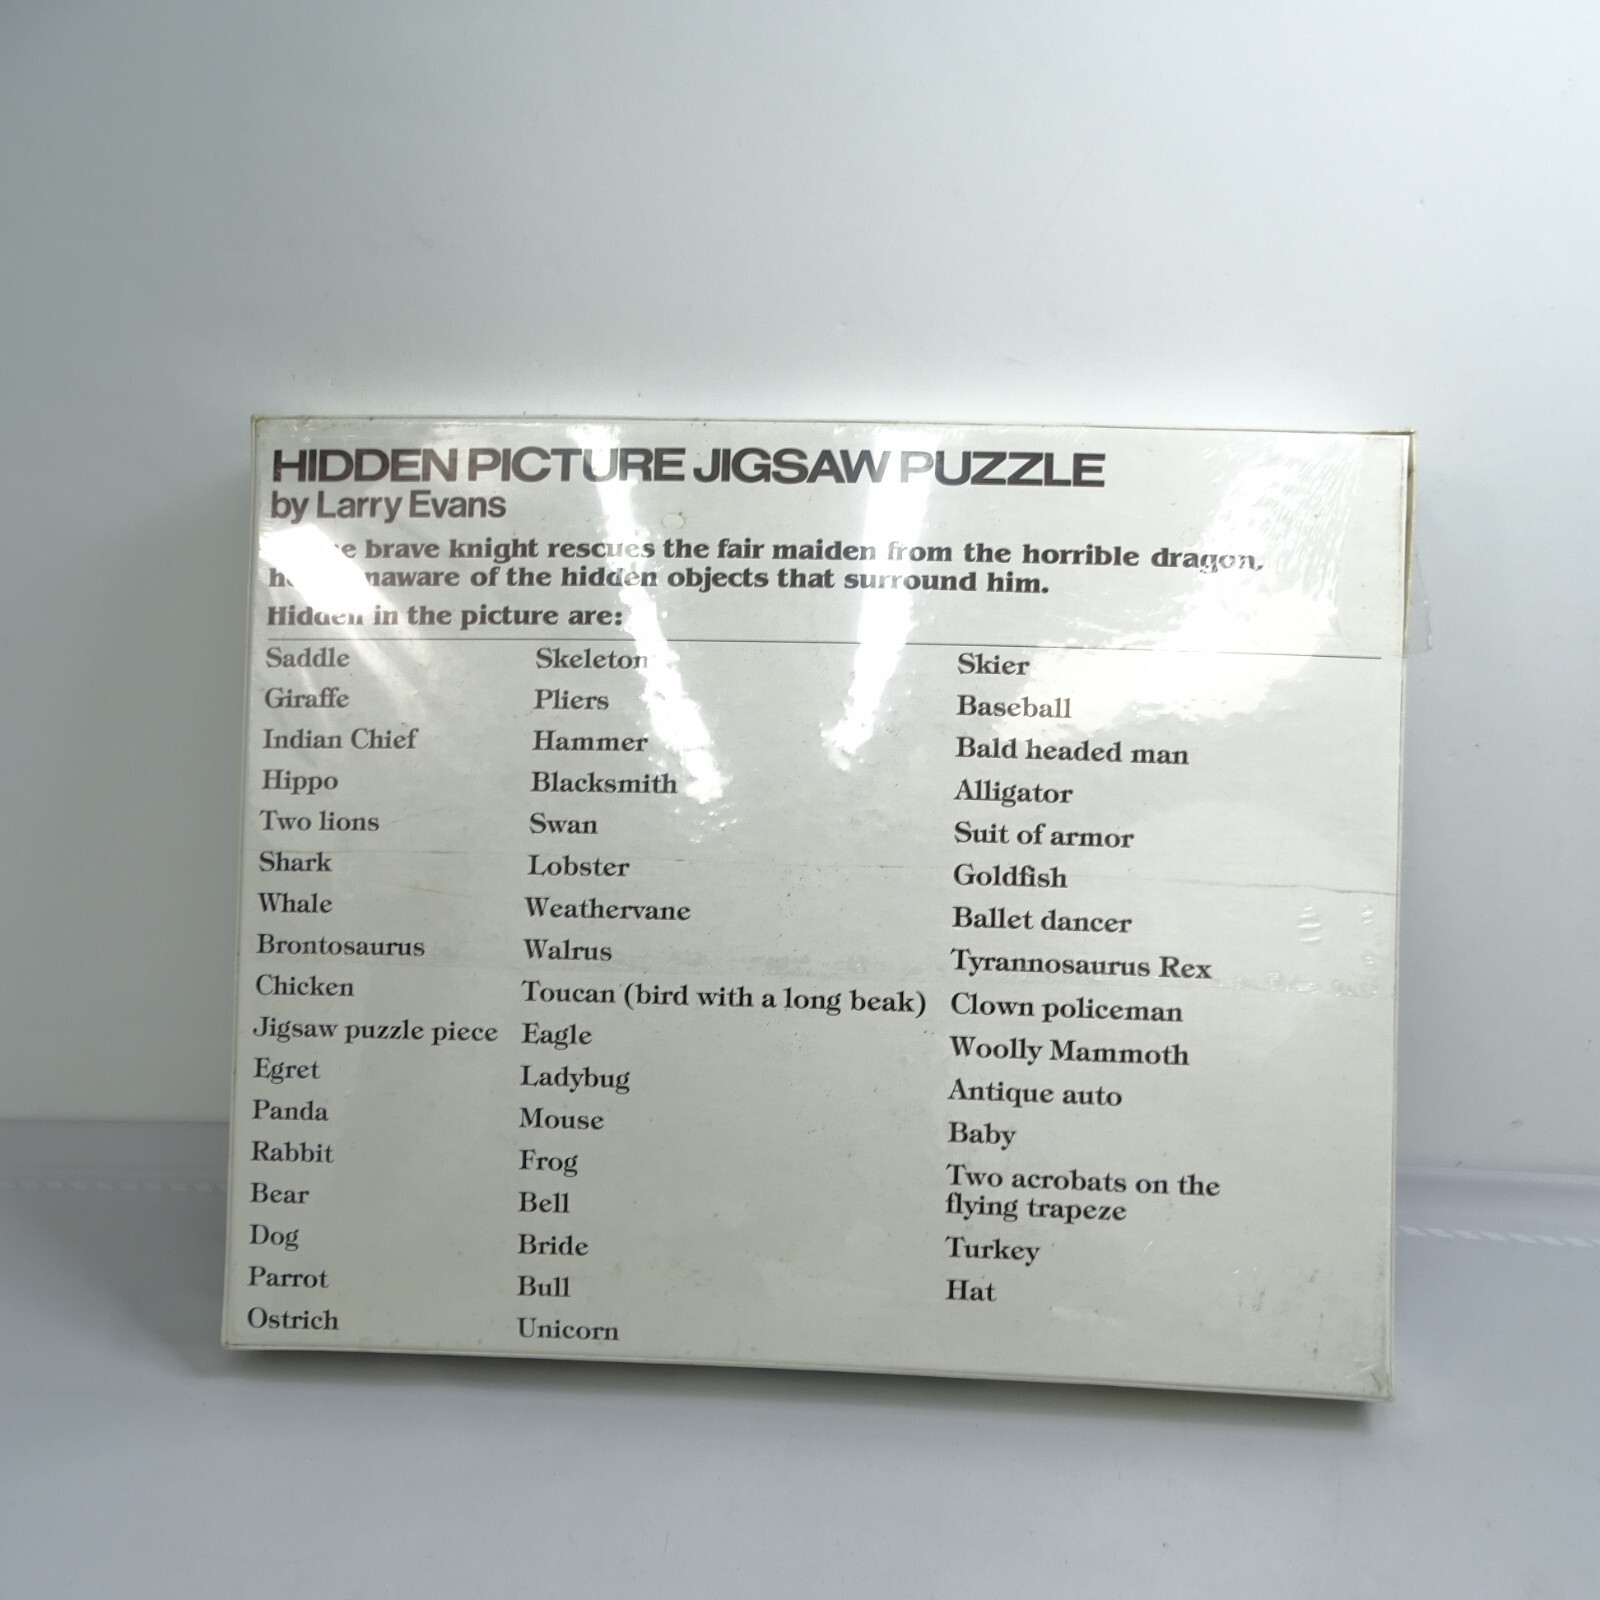 HIDDEN PICTURE JIGSAW PUZZLE
by Larry Evans
brave knight rescues the fair maiden from the horrible dragon,
of the hidden objects that surround him.
Hidden in the picture are:
Saddle
Giraffe
Indian Chief
Hippo
Two lions
Shark
Whale
Brontosaurus
Chicken
Jigsaw puzzle piece
Egret
Panda
Rabbit
Bear
Dog
Parrot
Ostrich
Skeleton
Pliers
Hammer
Blacksmith
Swan
Lobster
Weathervane
Walrus
Toucan (bird with a long beak)
Eagle
Ladybug
Mouse
Frog
Bell
Bride
Bull
Unicorn
Skier
Baseball
Bald headed man
Alligator
Suit of armor
Goldfish
Ballet dancer
Tyrannosaurus Rex
Clown policeman
Woolly Mammoth
Antique auto
Baby
Two acrobats on the
flying trapeze
Turkey
Hat